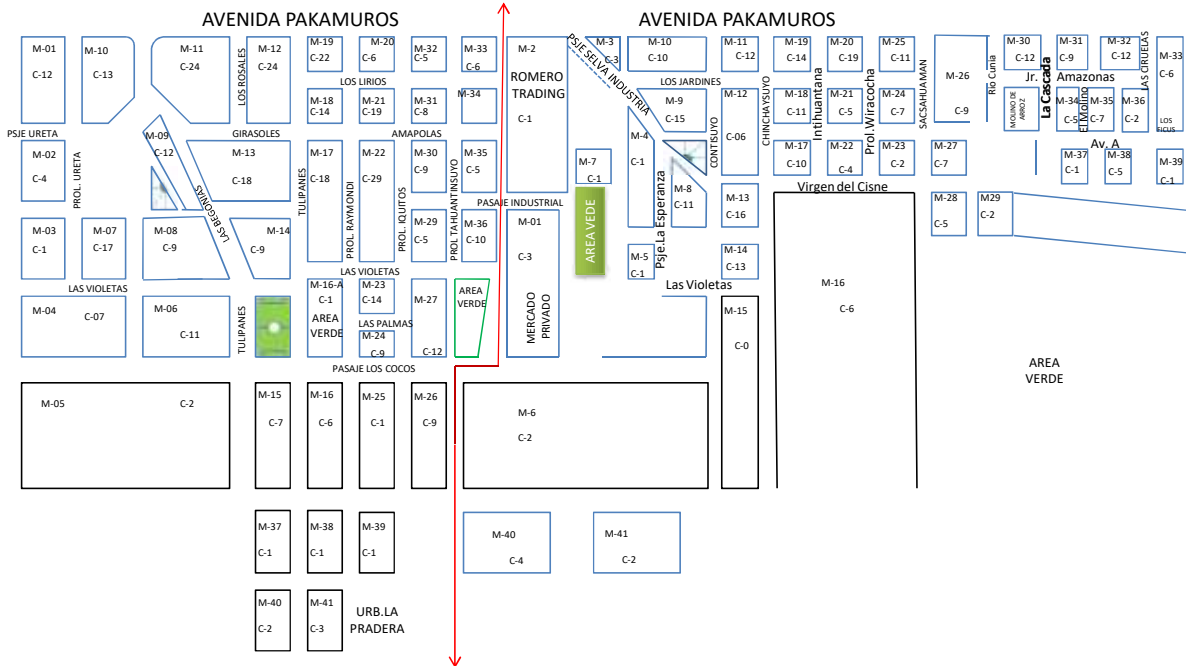 AVENIDA PAKAMUROS
AVENIDA PAKAMUROS
M-01
C-12
M-10
C-13
M-11
C-24
LOS ROSALES
M-12
C-24
M-19
C-22
M-20
C-6
M-32
C-5
M-33
C-6
M-2
ROMERO
TRADING
C-1
PSJE SELVA INDUSTRIA
M-3
C-3
M-10
C-10
M-11
C-12
M-19
C-14
M-20
C-19
M-25
C-11
M-26
C-9
Rio Cunia
M-30
C-12
M-31
C-9
M-32
C-12
LAS CIRUELAS
M-33
C-6
LOS LIRIOS
LOS JARDINES
Jr. Amazonas
La Cascada
M-18
C-14
M-21
C-19
M-31
C-8
M-34
M-9
C-15
M-12
C-06
CHINCHAYSUYO
M-18
C-11
Intihuantana
M-21
C-5
Prol.Wiracocha
M-24
C-7
SACSAHUAMAN
MOLINO DE
ARROZ
M-34
C-5
El Molino
M-35
C-7
M-36
C-2
LOS FICUS
PSJE URETA
M-09
C-12
GIRASOLES
AMAPOLAS
M-4
C-1
CONTISUYO
Av. A
M-02
C-4
PROL. URETA
M-13
C-18
TULIPANES
M-17
C-18
PROL. RAYMONDI
M-22
C-29
PROL. IQUITOS
M-30
C-9
PROL TAHUANTINSUYO
M-35
C-5
M-7
C-1
M-17
C-10
M-22
C-4
M-23
C-2
M-27
C-7
M-37
C-1
M-38
C-5
M-39
C-1
LAS BEGONIAS
PASAJE INDUSTRIAL
AREA VEDE
Psje.La Esperanza
M-8
C-11
M-13
C-16
Virgen del Cisne
M-28
C-5
M29
C-2
M-03
C-1
M-07
C-17
M-08
C-9
M-14
C-9
M-29
C-5
M-36
C-10
M-01
C-3
MERCADO
PRIVADO
M-5
C-1
M-14
C-13
LAS VIOLETAS
LAS VIOLETAS
Las Violetas
M-16
C-6
M-04
C-07
M-06
C-11
TULIPANES
M-16-A
C-1
AREA
VERDE
M-23
C-14
LAS PALMAS
M-24
C-9
M-27
C-12
AREA
VERDE
M-15
C-0
PASAJE LOS COCOS
AREA
VERDE
M-05
C-2
M-15
C-7
M-16
C-6
M-25
C-1
M-26
C-9
M-6
C-2
M-37
C-1
M-38
C-1
M-39
C-1
M-40
C-4
M-41
C-2
M-40
C-2
M-41
C-3
URB.LA
PRADERA